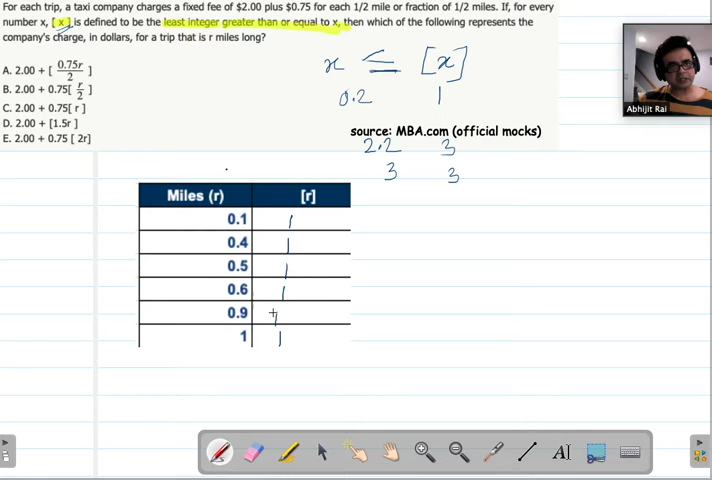 For each trip, a taxi company charges a fixed fee of $2.00 plus $0.75 for each 1/2 mile or fraction of 1/2 miles. If, for every
number x, [ x ] is defined to be the least integer greater than or equal to x, then which of the following represents the
company's charge, in dollars, for a trip that is r miles long?
A. 2.00 + [ 0.75r/2 ]
B. 2.00 + 0.75[ r/2 ]
C. 2.00 + 0.75[ r ]
D. 2.00 + [1.5r ]
E. 2.00 + 0.75 [ 2r]
x ≤ [x]
0.2 1
source: MBA.com (official mocks)
2.2 3
3 3
Abhijit Rai
Miles (r) [r]
0.1 1
0.4 1
0.5 1
0.6 1
0.9 1
1 1
A